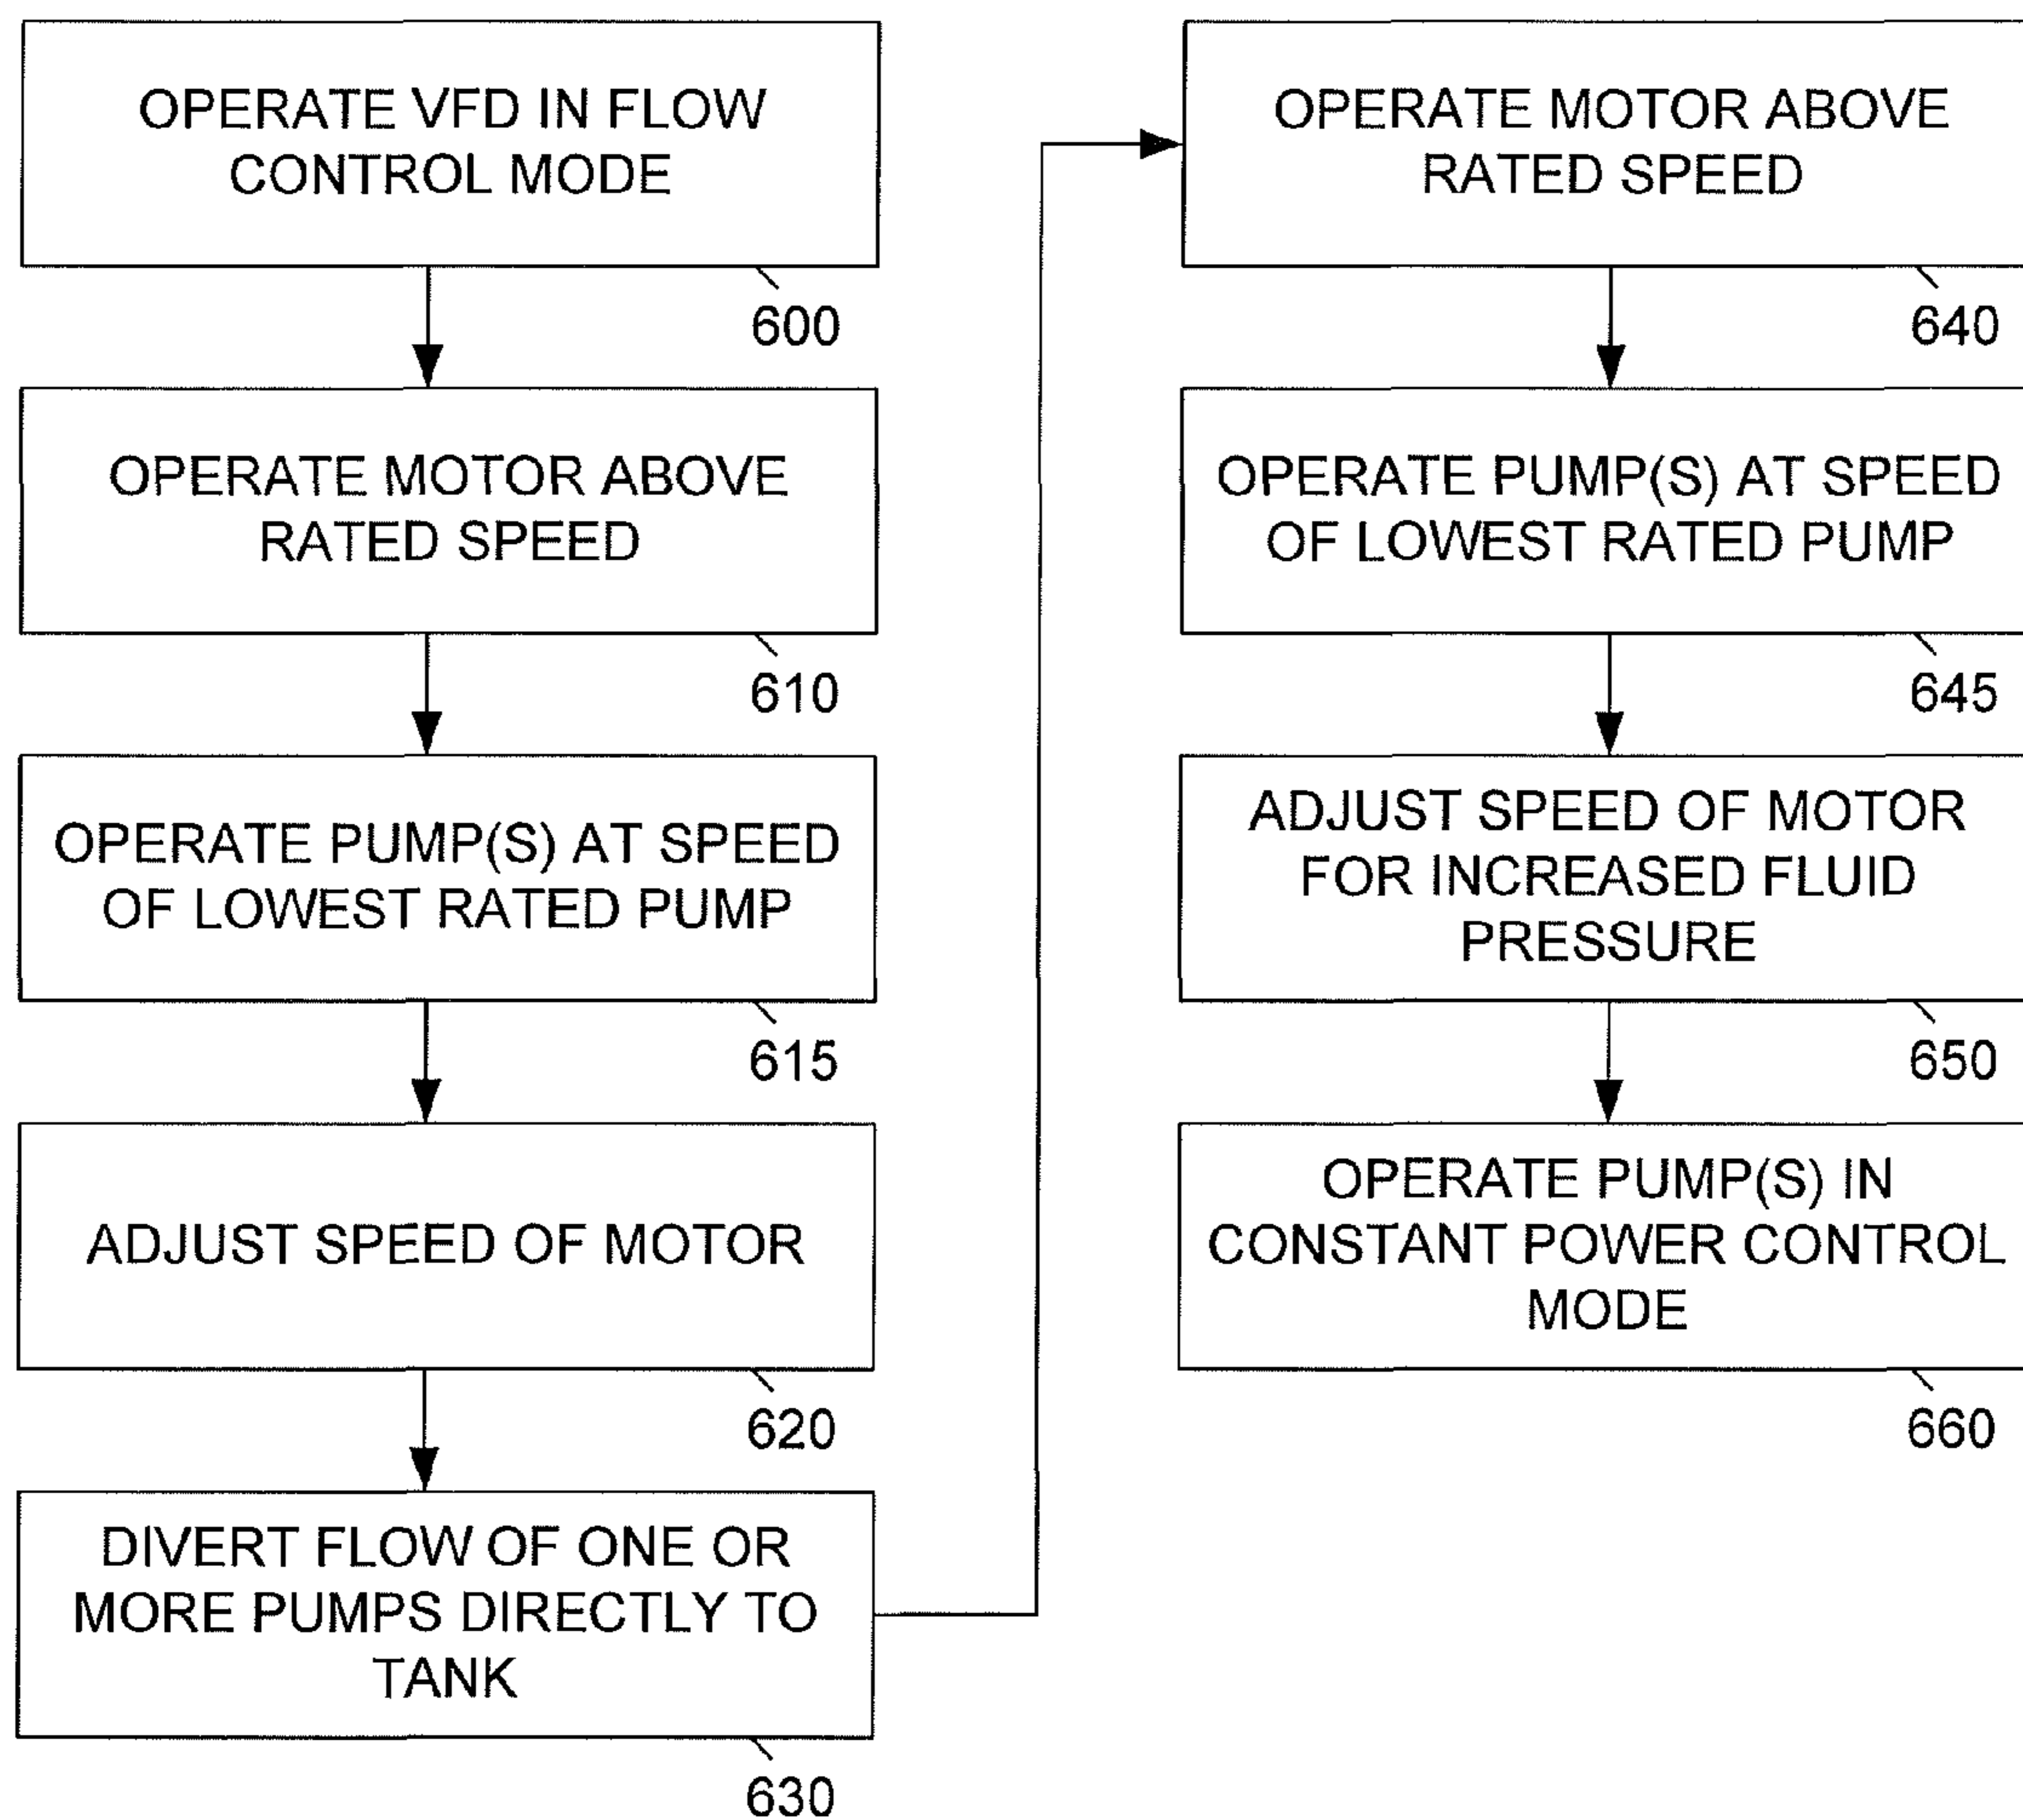 OPERATE VFD IN FLOW
CONTROL MODE
600
OPERATE MOTOR ABOVE
RATED SPEED
610
OPERATE PUMP(S) AT SPEED
OF LOWEST RATED PUMP
615
ADJUST SPEED OF MOTOR
620
DIVERT FLOW OF ONE OR
MORE PUMPS DIRECTLY TO
TANK
630
OPERATE MOTOR ABOVE
RATED SPEED
640
OPERATE PUMP(S) AT SPEED
OF LOWEST RATED PUMP
645
ADJUST SPEED OF MOTOR
FOR INCREASED FLUID
PRESSURE
650
OPERATE PUMP(S) IN
CONSTANT POWER CONTROL
MODE
660